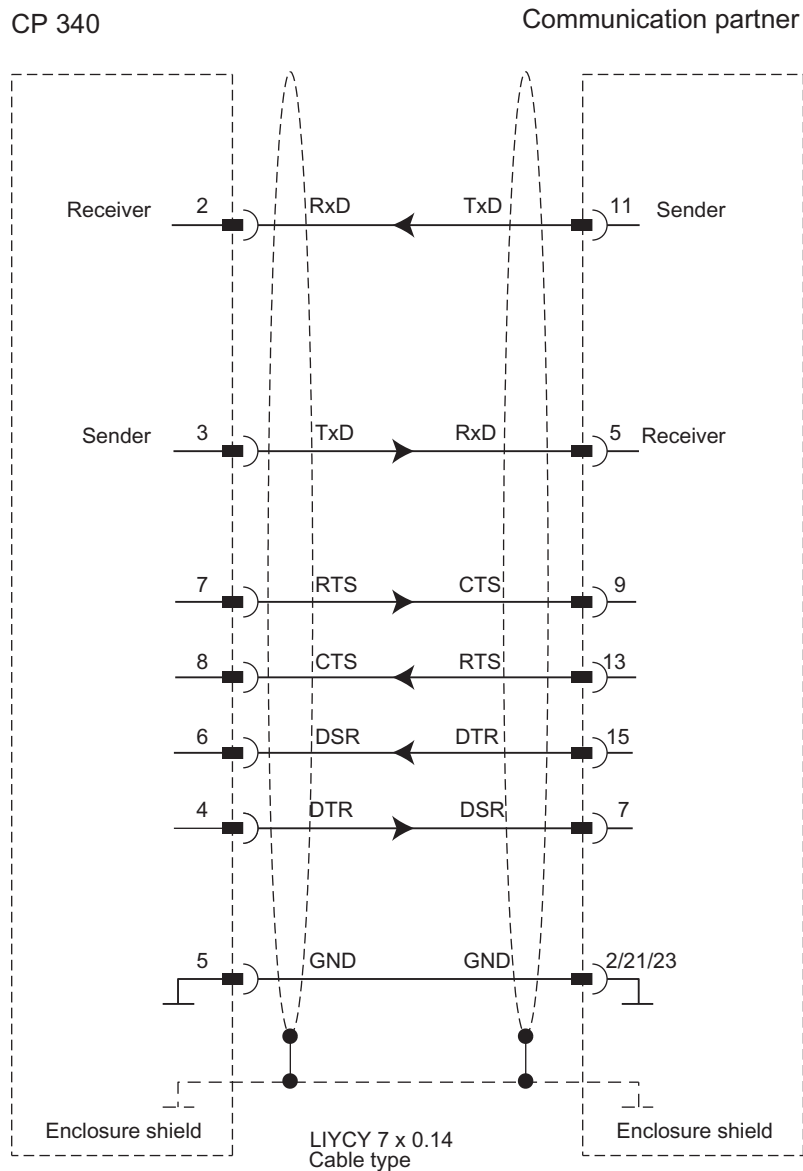 CP 340 Communication partner
Receiver 2 RxD TxD 11 Sender
Sender 3 TxD RxD 5 Receiver
7 RTS CTS 9
8 CTS RTS 13
6 DSR DTR 15
4 DTR DSR 7
5 GND GND 2/21/23
Enclosure shield Enclosure shield
LIYCY 7 x 0.14
Cable type